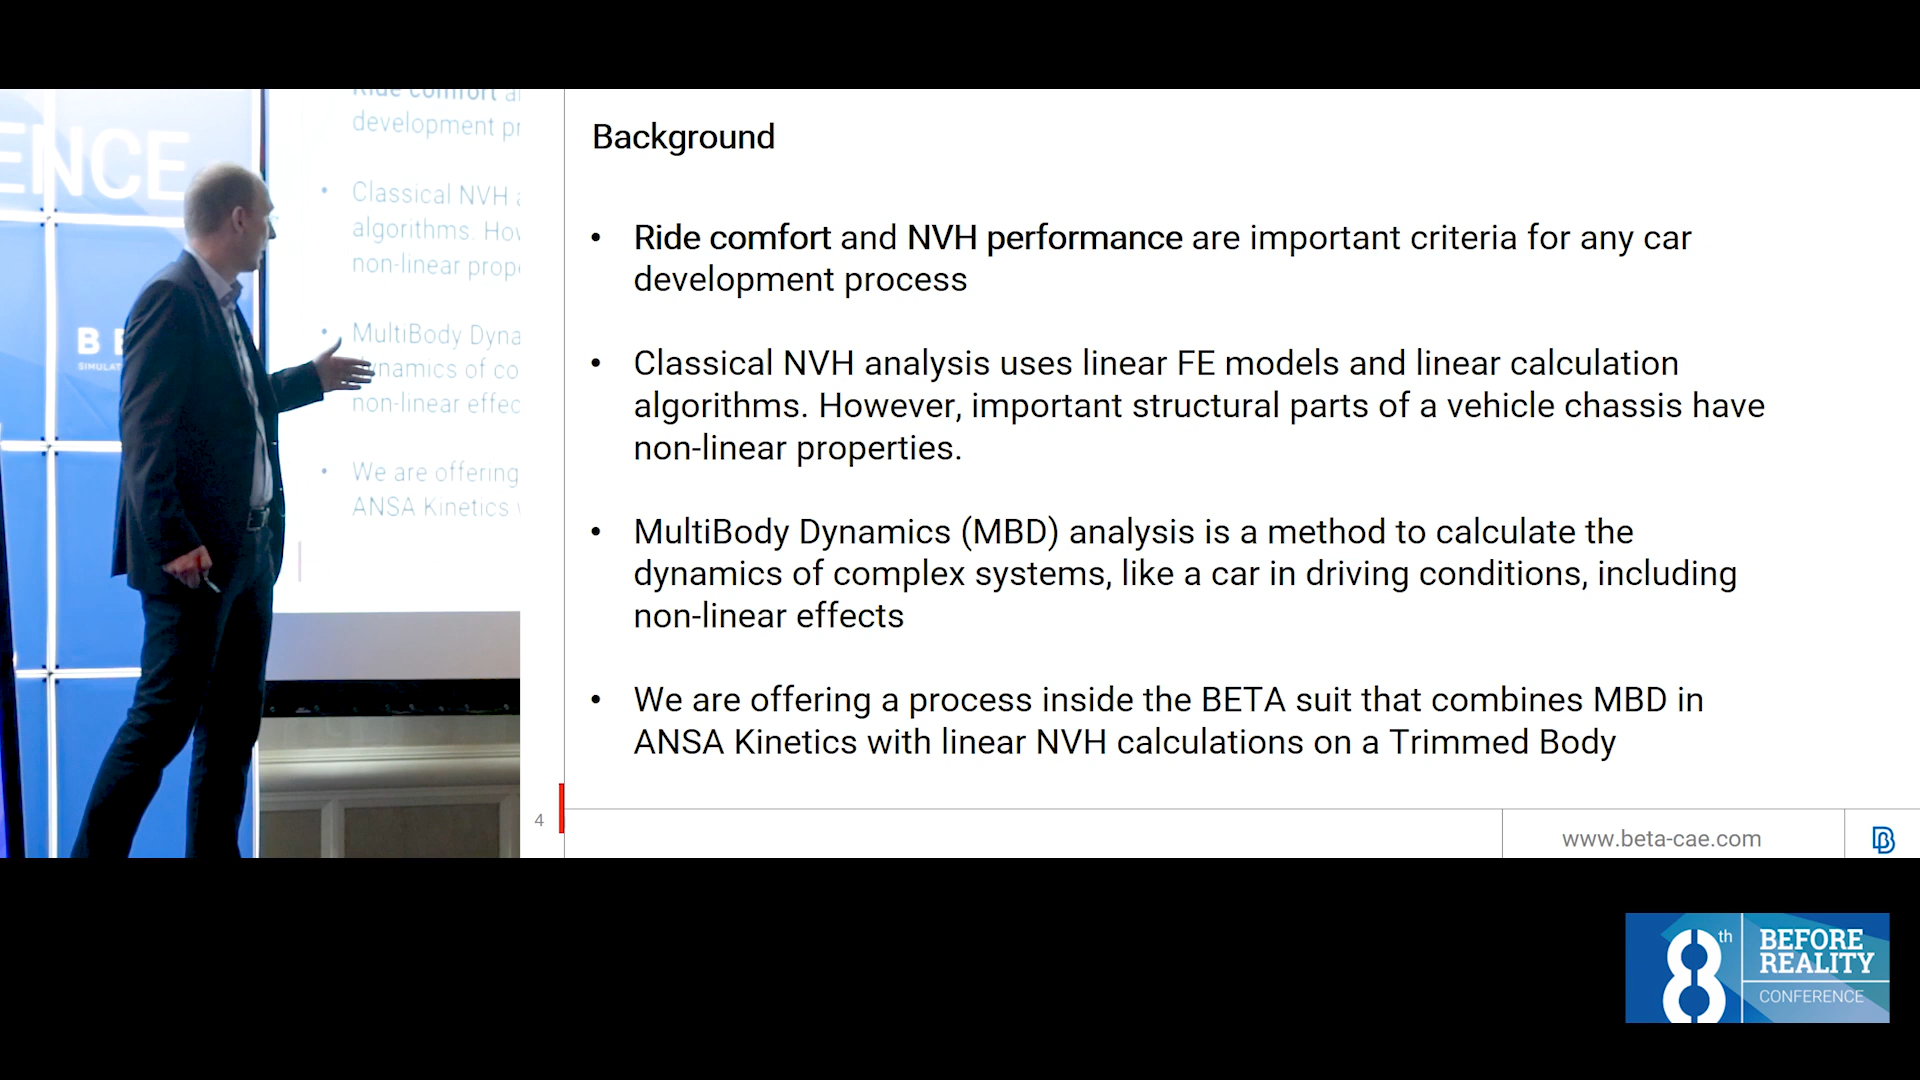 ENCE
B
SIMULAT
Ride comfort a
development pr
• Classical NVH a
algorithms. How
non-linear prope
• MultiBody Dyna
dynamics of co
non-linear effec
• We are offering
ANSA Kinetics
Background
• Ride comfort and NVH performance are important criteria for any car
development process
• Classical NVH analysis uses linear FE models and linear calculation
algorithms. However, important structural parts of a vehicle chassis have
non-linear properties.
• MultiBody Dynamics (MBD) analysis is a method to calculate the
dynamics of complex systems, like a car in driving conditions, including
non-linear effects
• We are offering a process inside the BETA suit that combines MBD in
ANSA Kinetics with linear NVH calculations on a Trimmed Body
4
www.beta-cae.com
8th
BEFORE
REALITY
CONFERENCE